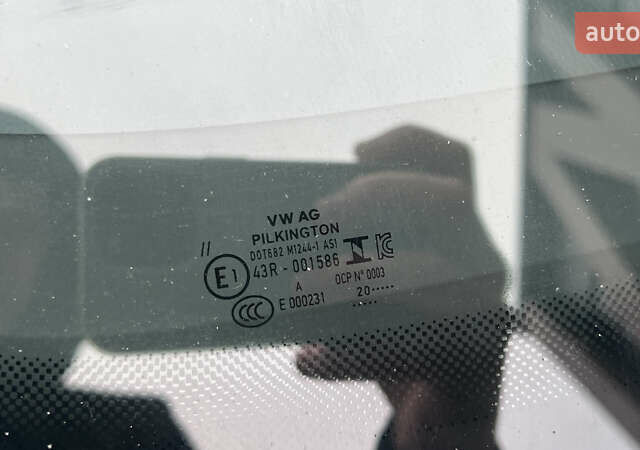 auto
VW AG
PILKINGTON
DOT682 M1244-1 AS1
//
E1 43R - 001586
A OCP N° 0003
CCC E 000231 20.....
.....